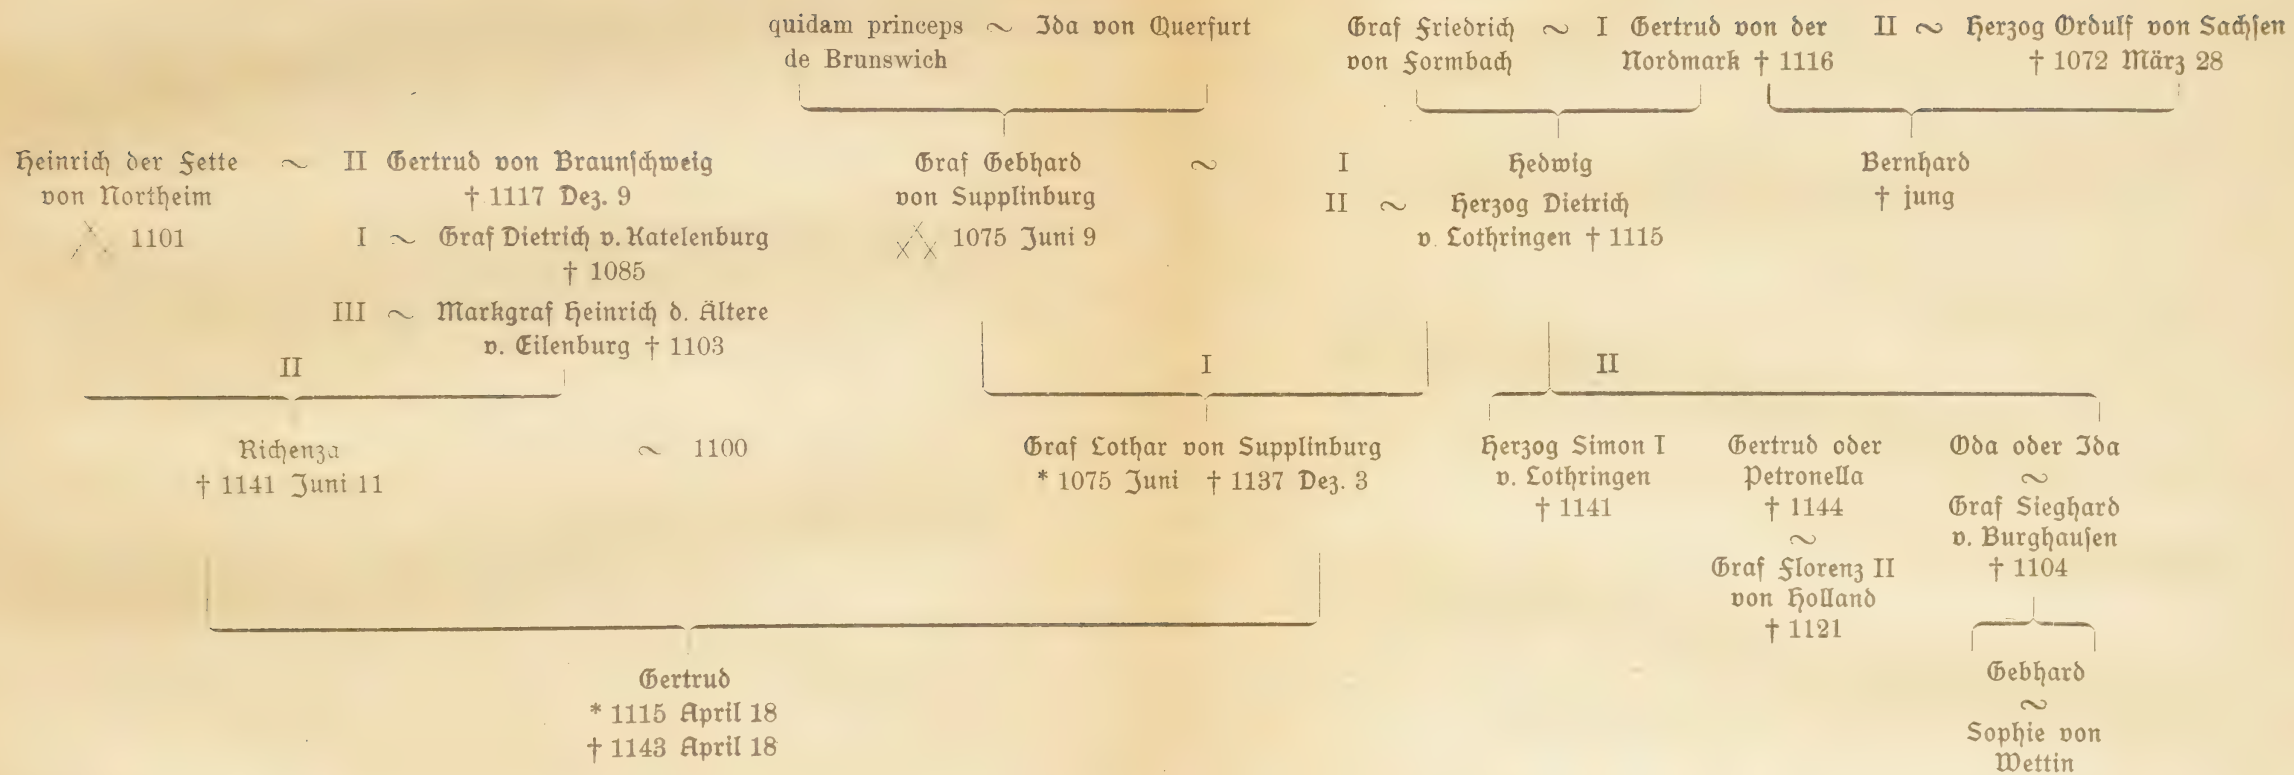 quidam princeps ~ Ida von Querfurt
de Brunswich
Graf Friedrich ~ I Gertrud von der II ~ Herzog Ordulf von Sachsen
von Formbach Nordmark † 1116 † 1072 März 28
Heinrich der Fette ~ II Gertrud von Braunschweig
von Northeim † 1117 Dez. 9
1101 I ~ Graf Dietrich v. Katelenburg
† 1085
III ~ Markgraf Heinrich d. Ältere
v. Eilenburg † 1103
Graf Gebhard ~ I Hedwig
von Supplinburg II ~ Herzog Dietrich
1075 Juni 9 v. Lothringen † 1115
Bernhard
† jung
II
I
II
Richenza ~ 1100
† 1141 Juni 11
Graf Lothar von Supplinburg
* 1075 Juni † 1137 Dez. 3
Herzog Simon I
v. Lothringen
† 1141
Gertrud oder
Petronella
† 1144
~
Graf Florenz II
von Holland
† 1121
Oda oder Ida
~
Graf Sieghard
v. Burghausen
† 1104
Gebhard
~
Sophie von
Wettin
Gertrud
* 1115 April 18
† 1143 April 18